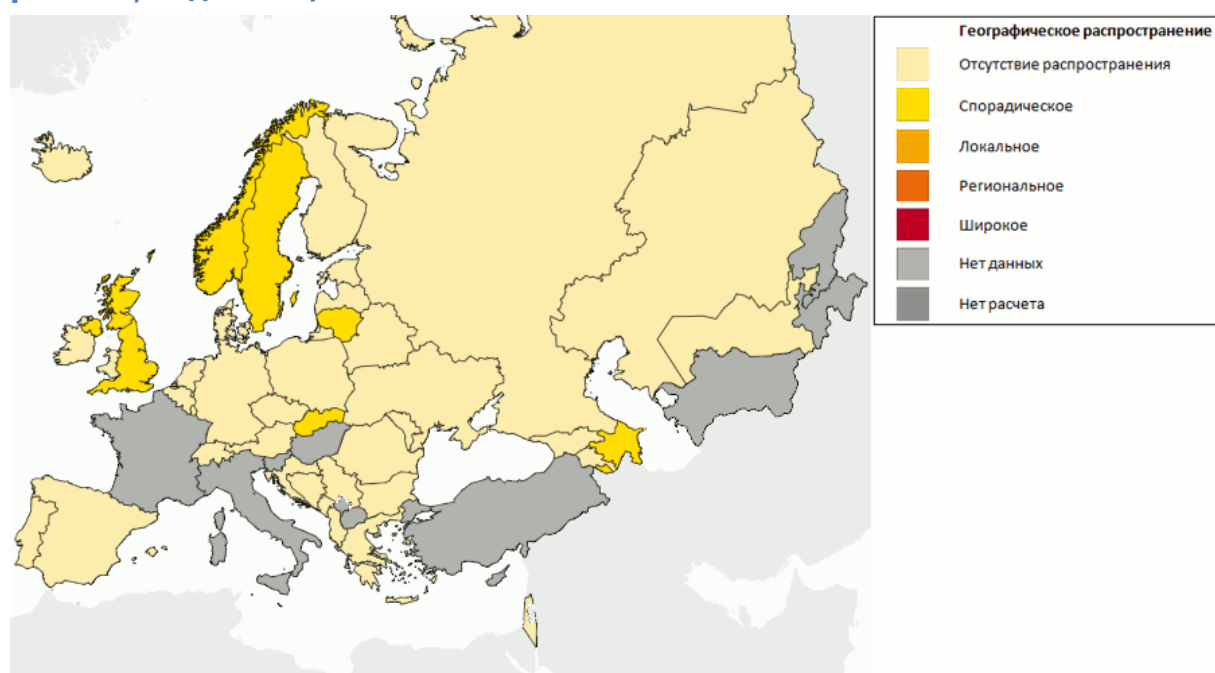 Географическое распространение
Отсутствие распространения
Спорадическое
Локальное
Региональное
Широкое
Нет данных
Нет расчета